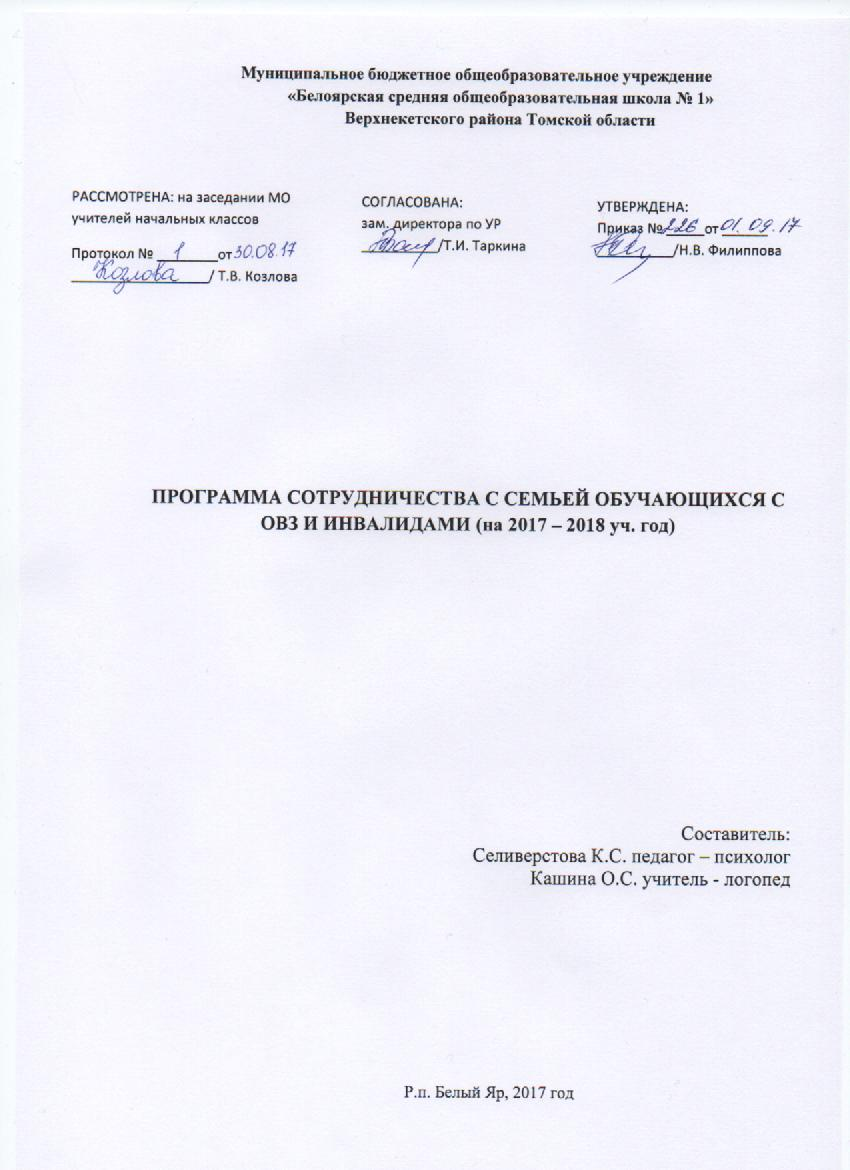 Муниципальное бюджетное общеобразовательное учреждение
«Белоярская средняя общеобразовательная школа № 1»
Верхнекетского района Томской области
РАССМОТРЕНА: на заседании МО
учителей начальных классов
Протокол № 1 от 30.08.17
Козлова / Т.В. Козлова
СОГЛАСОВАНА:
зам. директора по УР
/Т.И. Таркина
УТВЕРЖДЕНА:
Приказ № 226 от 01.09.17
/Н.В. Филиппова
ПРОГРАММА СОТРУДНИЧЕСТВА С СЕМЬЕЙ ОБУЧАЮЩИХСЯ С
ОВЗ И ИНВАЛИДАМИ (на 2017 – 2018 уч. год)
Составитель:
Селиверстова К.С. педагог – психолог
Кашина О.С. учитель - логопед
Р.п. Белый Яр, 2017 год